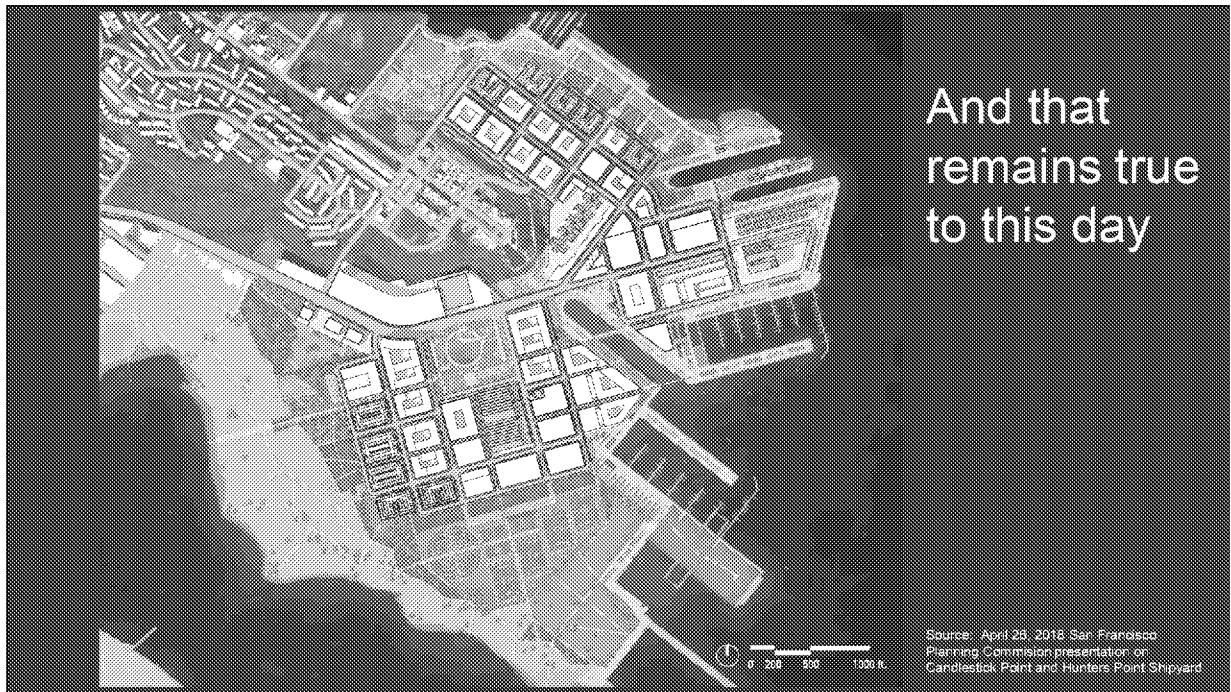 And that
remains true
to this day
0 200 600 1000 ft.
Source: April 26, 2018 San Francisco
Planning Commision presentation on
Candlestick Point and Hunters Point Shipyard